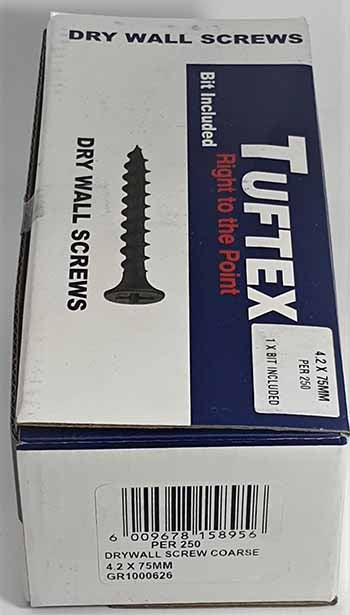 DRY WALL SCREWS
TUFTEX
Right to the Point
Bit Included
DRY WALL SCREWS
4.2 X 75MM
PER 250
1 X BIT INCLUDED
6 009678 158956
PER 250
DRYWALL SCREW COARSE
4.2 X 75MM
GR1000626